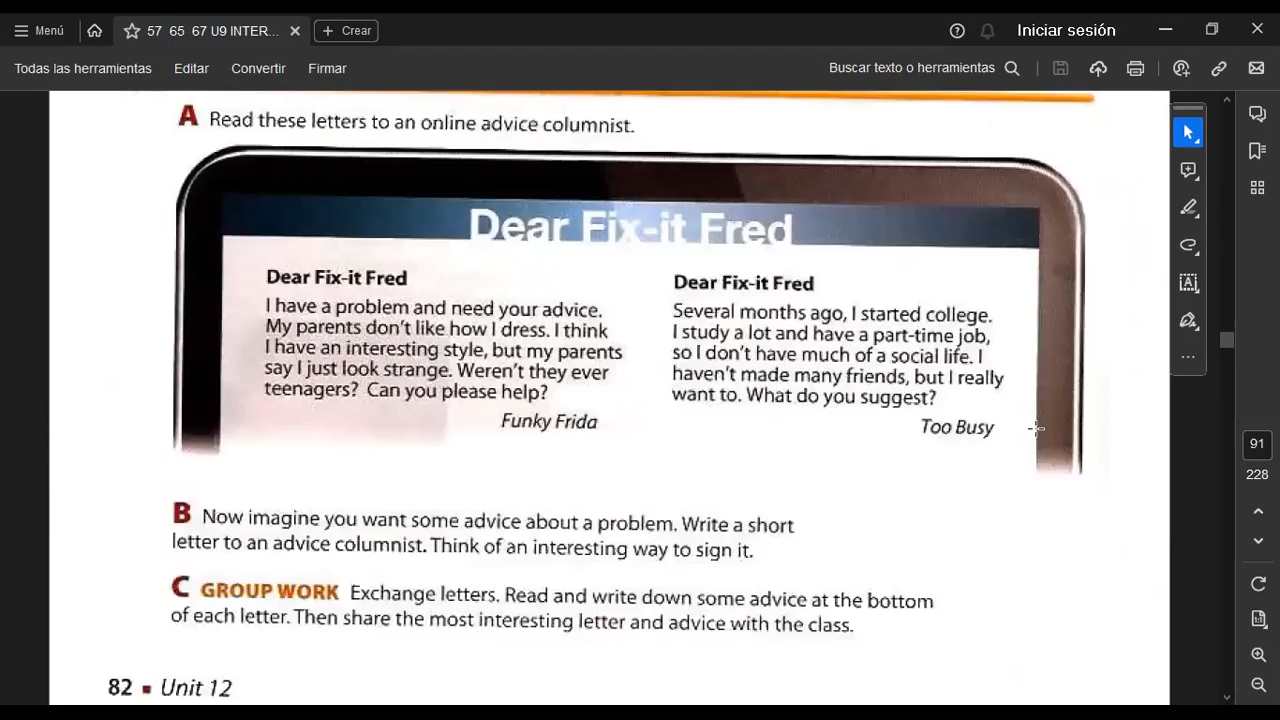 Menú
57 65 67 U9 INTER...
Crear
Iniciar sesión
Todas las herramientas
Editar
Convertir
Firmar
Buscar texto o herramientas
A Read these letters to an online advice columnist.
Dear Fix-it Fred
Dear Fix-it Fred
I have a problem and need your advice.
My parents don't like how I dress. I think
I have an interesting style, but my parents
say I just look strange. Weren't they ever
teenagers? Can you please help?
Funky Frida
Dear Fix-it Fred
Several months ago, I started college.
I study a lot and have a part-time job,
so I don't have much of a social life. I
haven't made many friends, but I really
want to. What do you suggest?
Too Busy
B Now imagine you want some advice about a problem. Write a short
letter to an advice columnist. Think of an interesting way to sign it.
C GROUP WORK Exchange letters. Read and write down some advice at the bottom
of each letter. Then share the most interesting letter and advice with the class.
82 ▪ Unit 12
91
228